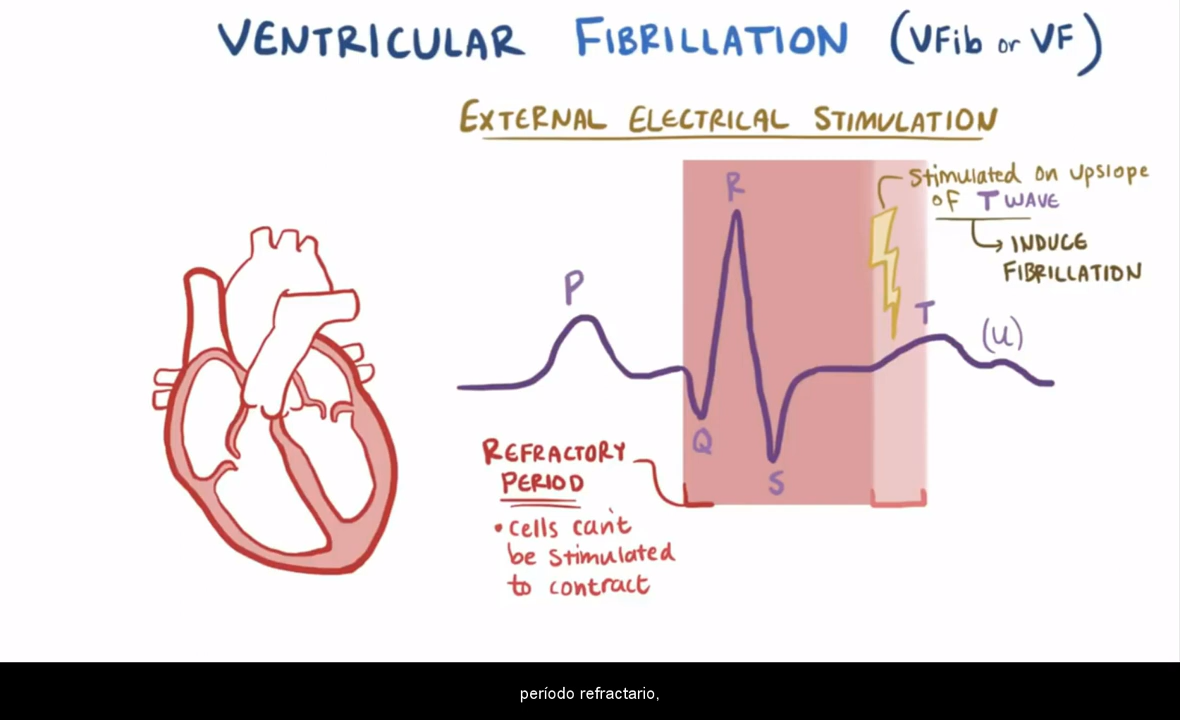 VENTRICULAR FIBRILLATION (VFib or VF)
EXTERNAL ELECTRICAL STIMULATION
Stimulated on upslope
of T WAVE
INDUCE
FIBRILLATION
P
R
Q
S
T
(U)
REFRACTORY
PERIOD
• cells can't
be stimulated
to contract
período refractario,